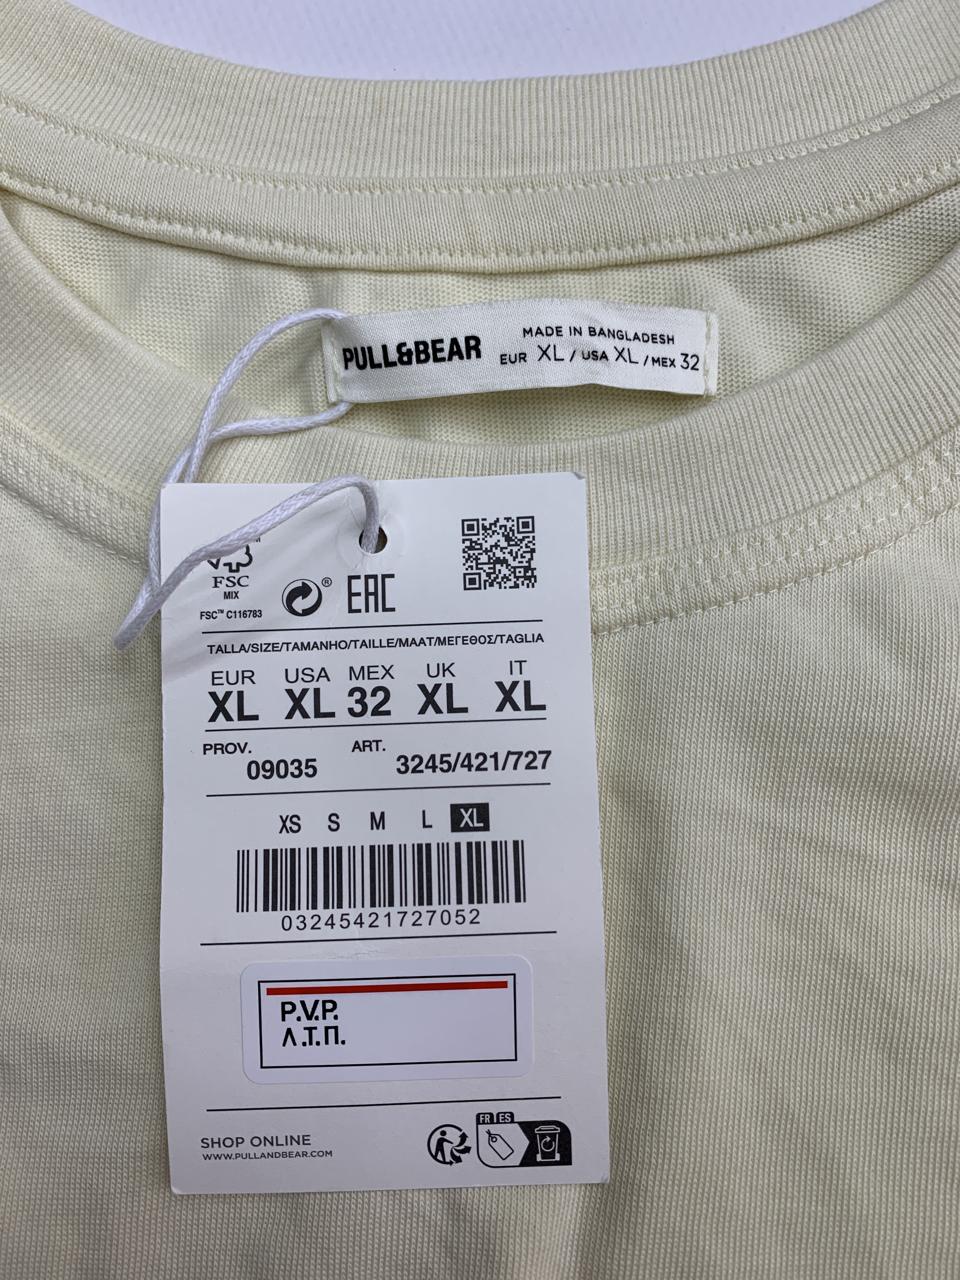 PULL&BEAR
MADE IN BANGLADESH
EUR XL / USA XL / MEX 32
FSC
MIX
FSC™ C116783
EAC
TALLA/SIZE/TAMANHO/TAILLE/MAAT/ΜΕΓΕΘΟΣ/TAGLIA
EUR USA MEX UK IT
XL XL 32 XL XL
PROV. 09035 ART. 3245/421/727
XS S M L XL
03245421727052
P.V.P.
Λ.Τ.Π.
FR ES
SHOP ONLINE
WWW.PULLANDBEAR.COM